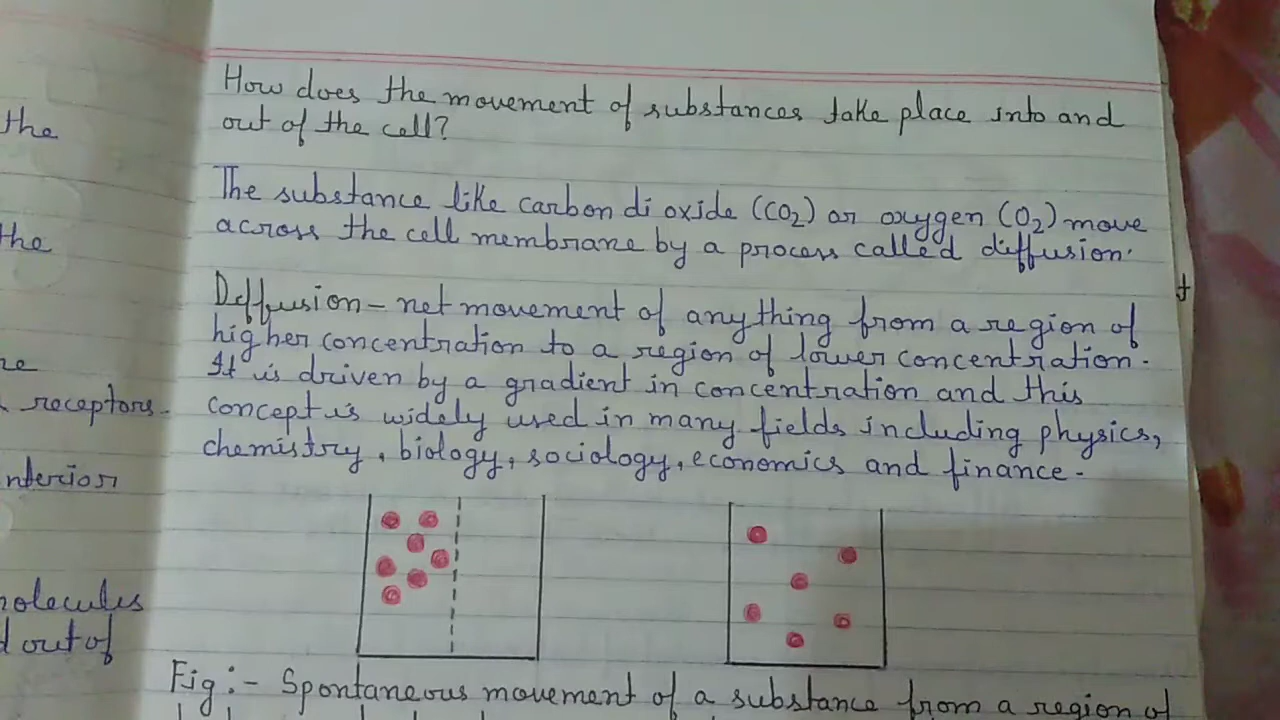 the
the
re
receptors.
nterior
molecules
d out of
How does the movement of substances take place into and
out of the cell?
The substance like carbon di oxide (CO2) or oxygen (O2) move
across the cell membrane by a process called diffusion.
Diffusion - net movement of anything from a region of
higher concentration to a region of lower concentration.
It is driven by a gradient in concentration and this
concept is widely used in many fields including physics,
chemistry, biology, sociology, economics and finance.
Fig :- Spontaneous movement of a substance from a region of